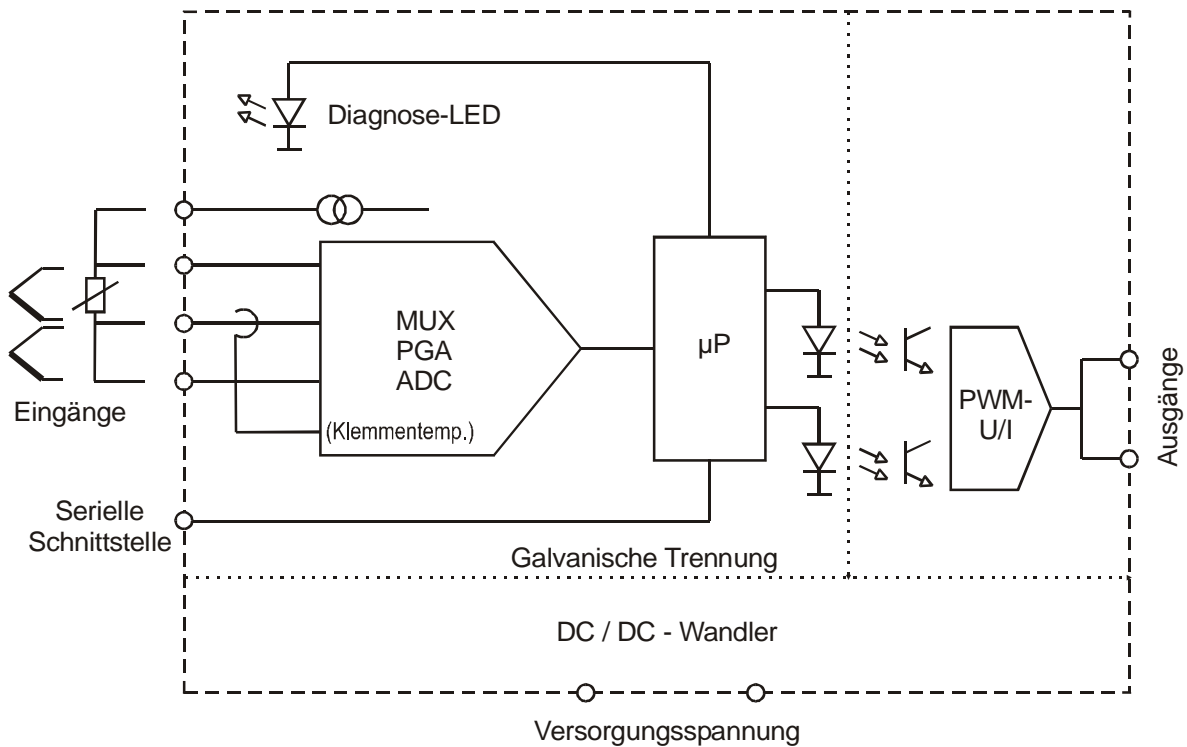 Diagnose-LED
MUX
PGA
ADC
(Klemmentemp.)
µP
PWM-
U/I
Eingänge
Ausgänge
Serielle
Schnittstelle
Galvanische Trennung
DC / DC - Wandler
Versorgungsspannung